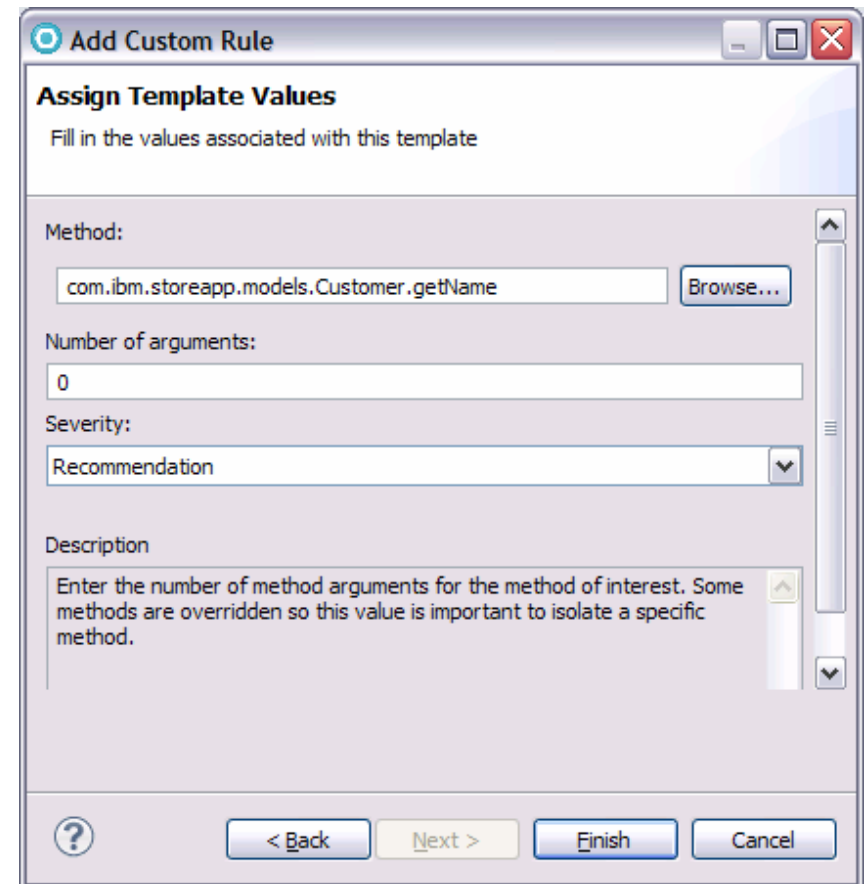 Add Custom Rule
Assign Template Values
Fill in the values associated with this template
Method:
com.ibm.storeapp.models.Customer.getName
Browse...
Number of arguments:
0
Severity:
Recommendation
Description
Enter the number of method arguments for the method of interest. Some
methods are overridden so this value is important to isolate a specific
method.
? < Back Next > Finish Cancel